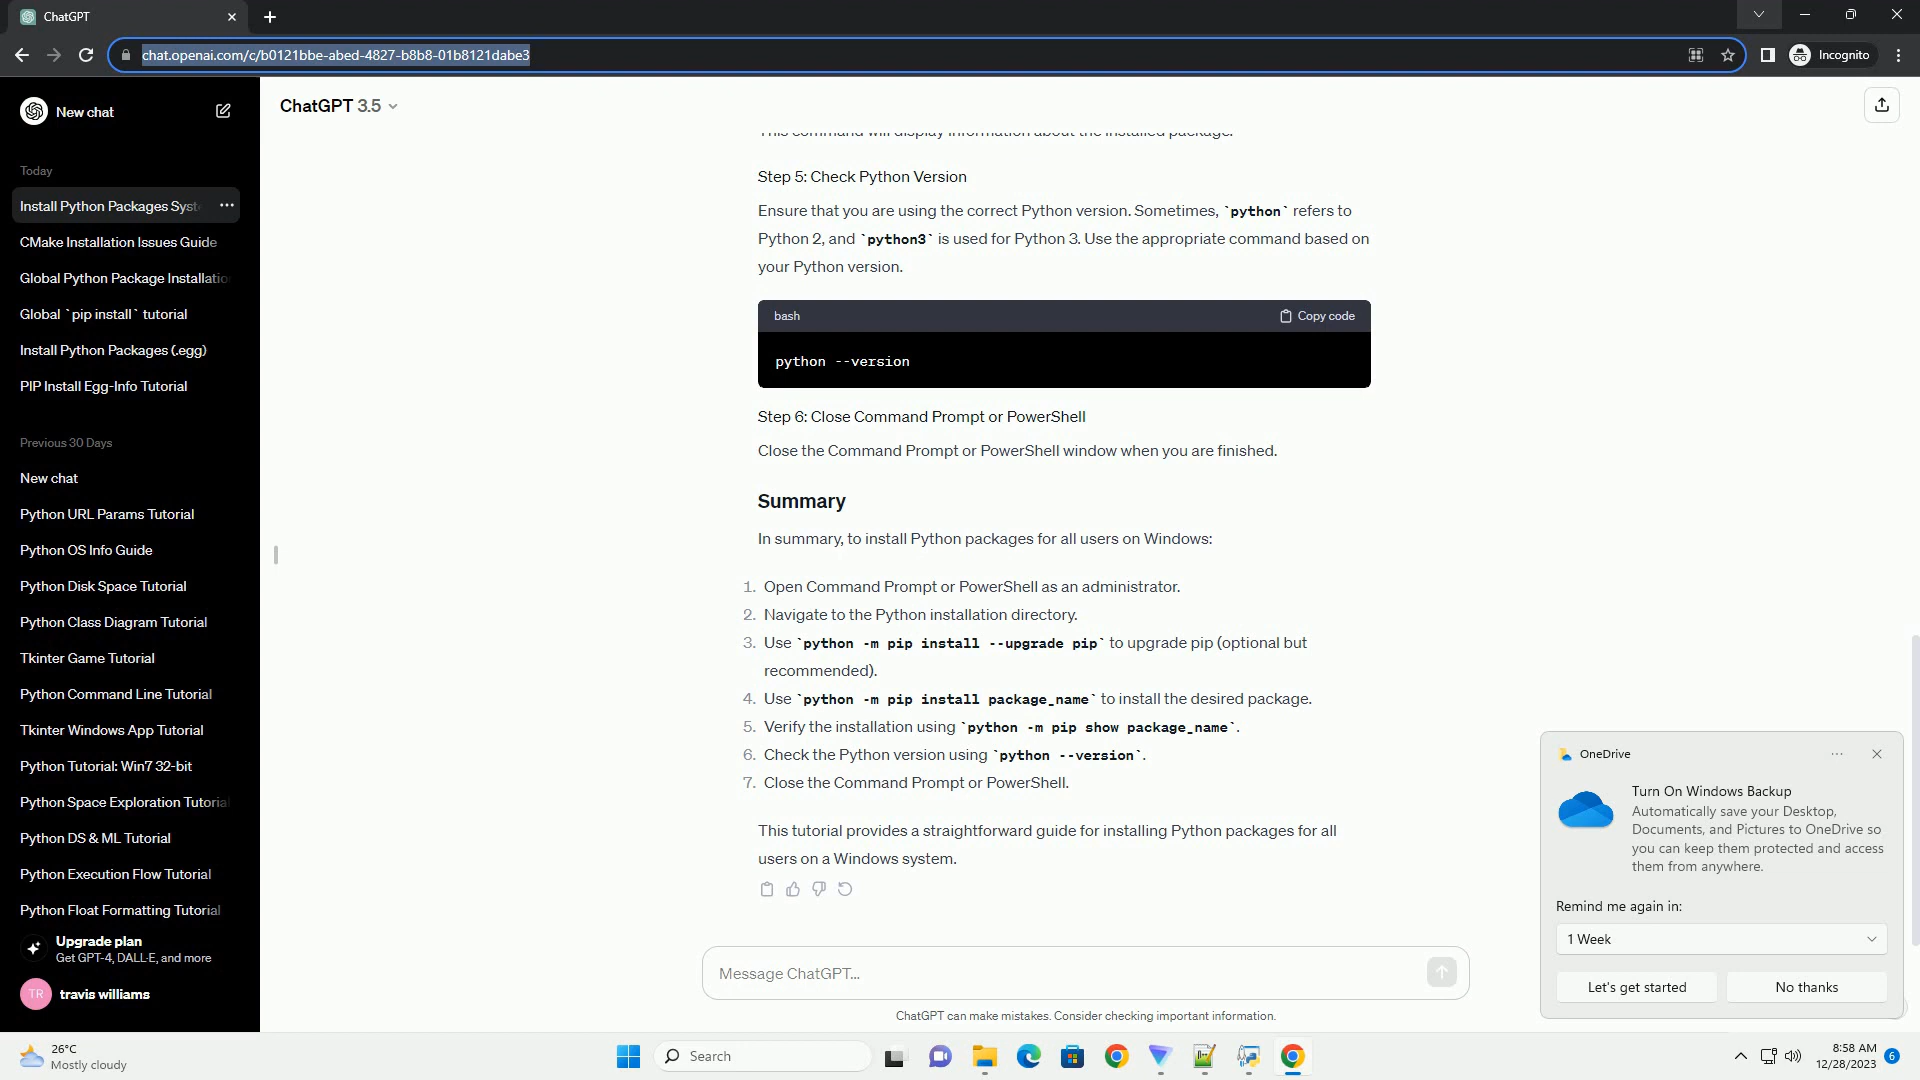 ChatGPT
chat.openai.com/c/b0121bbe-abed-4827-b8b8-01b8121dabe3
Incognito
New chat
ChatGPT 3.5
This command will display information about the installed package.
Today
Install Python Packages Syst
CMake Installation Issues Guide
Global Python Package Installatio
Global `pip install` tutorial
Install Python Packages (.egg)
PIP Install Egg-Info Tutorial
Previous 30 Days
New chat
Python URL Params Tutorial
Python OS Info Guide
Python Disk Space Tutorial
Python Class Diagram Tutorial
Tkinter Game Tutorial
Python Command Line Tutorial
Tkinter Windows App Tutorial
Python Tutorial: Win7 32-bit
Python Space Exploration Tutorial
Python DS & ML Tutorial
Python Execution Flow Tutorial
Python Float Formatting Tutorial
Upgrade plan
Get GPT-4, DALL·E, and more
TR
travis williams
Step 5: Check Python Version
Ensure that you are using the correct Python version. Sometimes, `python` refers to
Python 2, and `python3` is used for Python 3. Use the appropriate command based on
your Python version.
bash
Copy code
python --version
Step 6: Close Command Prompt or PowerShell
Close the Command Prompt or PowerShell window when you are finished.
Summary
In summary, to install Python packages for all users on Windows:
1. Open Command Prompt or PowerShell as an administrator.
2. Navigate to the Python installation directory.
3. Use `python -m pip install --upgrade pip` to upgrade pip (optional but
recommended).
4. Use `python -m pip install package_name` to install the desired package.
5. Verify the installation using `python -m pip show package_name`.
6. Check the Python version using `python --version`.
7. Close the Command Prompt or PowerShell.
This tutorial provides a straightforward guide for installing Python packages for all
users on a Windows system.
Message ChatGPT...
ChatGPT can make mistakes. Consider checking important information.
OneDrive
Turn On Windows Backup
Automatically save your Desktop,
Documents, and Pictures to OneDrive so
you can keep them protected and access
them from anywhere.
Remind me again in:
1 Week
Let's get started
No thanks
26°C
Mostly cloudy
Search
8:58 AM
12/28/2023
6